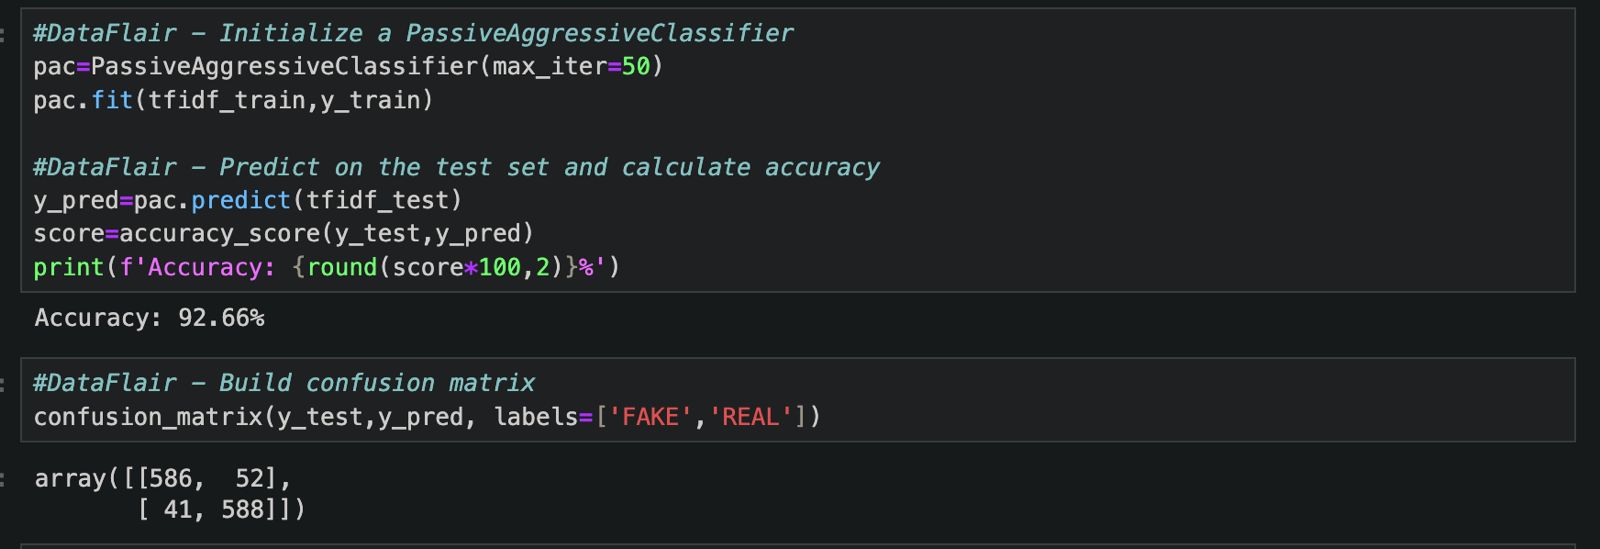 #DataFlair - Initialize a PassiveAggressiveClassifier
pac=PassiveAggressiveClassifier(max_iter=50)
pac.fit(tfidf_train,y_train)
#DataFlair - Predict on the test set and calculate accuracy
y_pred=pac.predict(tfidf_test)
score=accuracy_score(y_test,y_pred)
print(f'Accuracy: {round(score*100,2)}%')
Accuracy: 92.66%
#DataFlair - Build confusion matrix
confusion_matrix(y_test,y_pred, labels=['FAKE','REAL'])
array([[586,  52],
       [ 41, 588]])